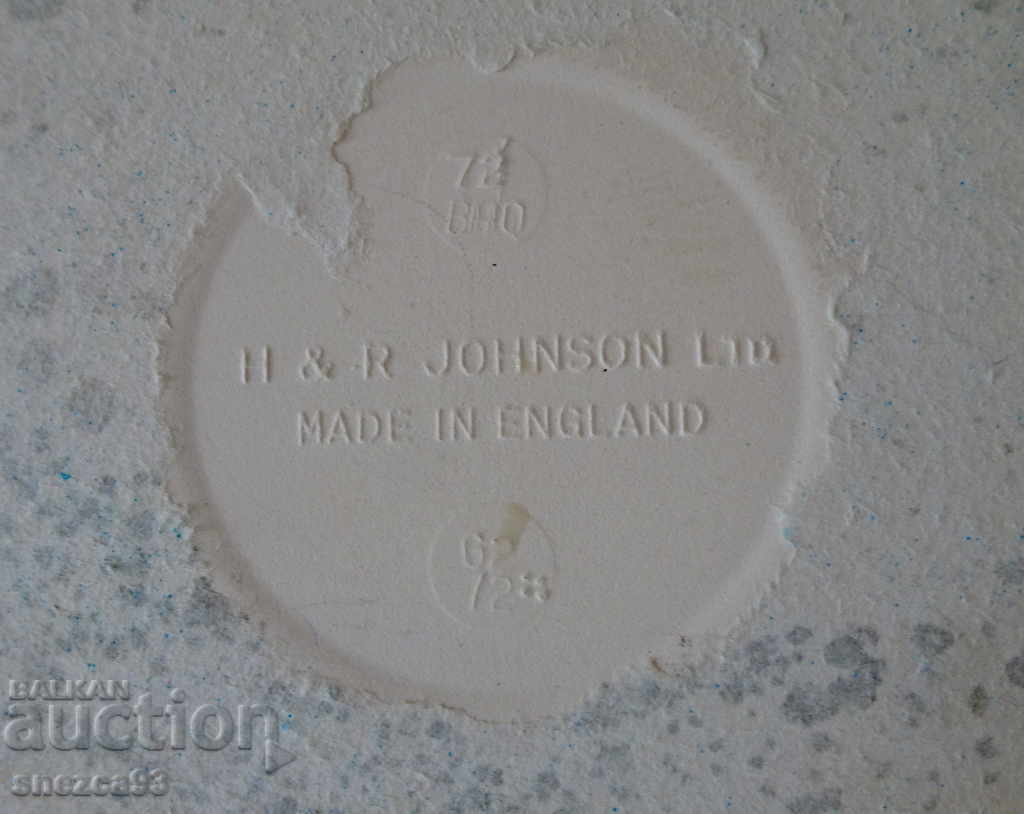 H & R JOHNSON LTD.
MADE IN ENGLAND
BALKAN
auction
snezca93